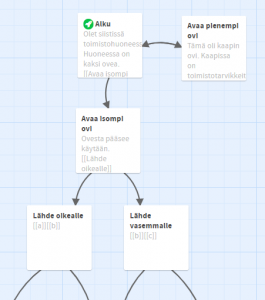 Alku
Olet siistissä
toimistohuoneess
Huoneessa on
kaksi ovea.
[[Avaa isompi
Avaa pienempi
ovi
Tämä oli kaapin
ovi. Kaapissa
on
toimistotarvikkeit
Avaa isompi
ovi
Ovesta pääsee
käytään.
[[Lähde
oikealle]]
Lähde oikealle
[[a]][[b]]
Lähde
vasemmalle
[[b]][[c]]